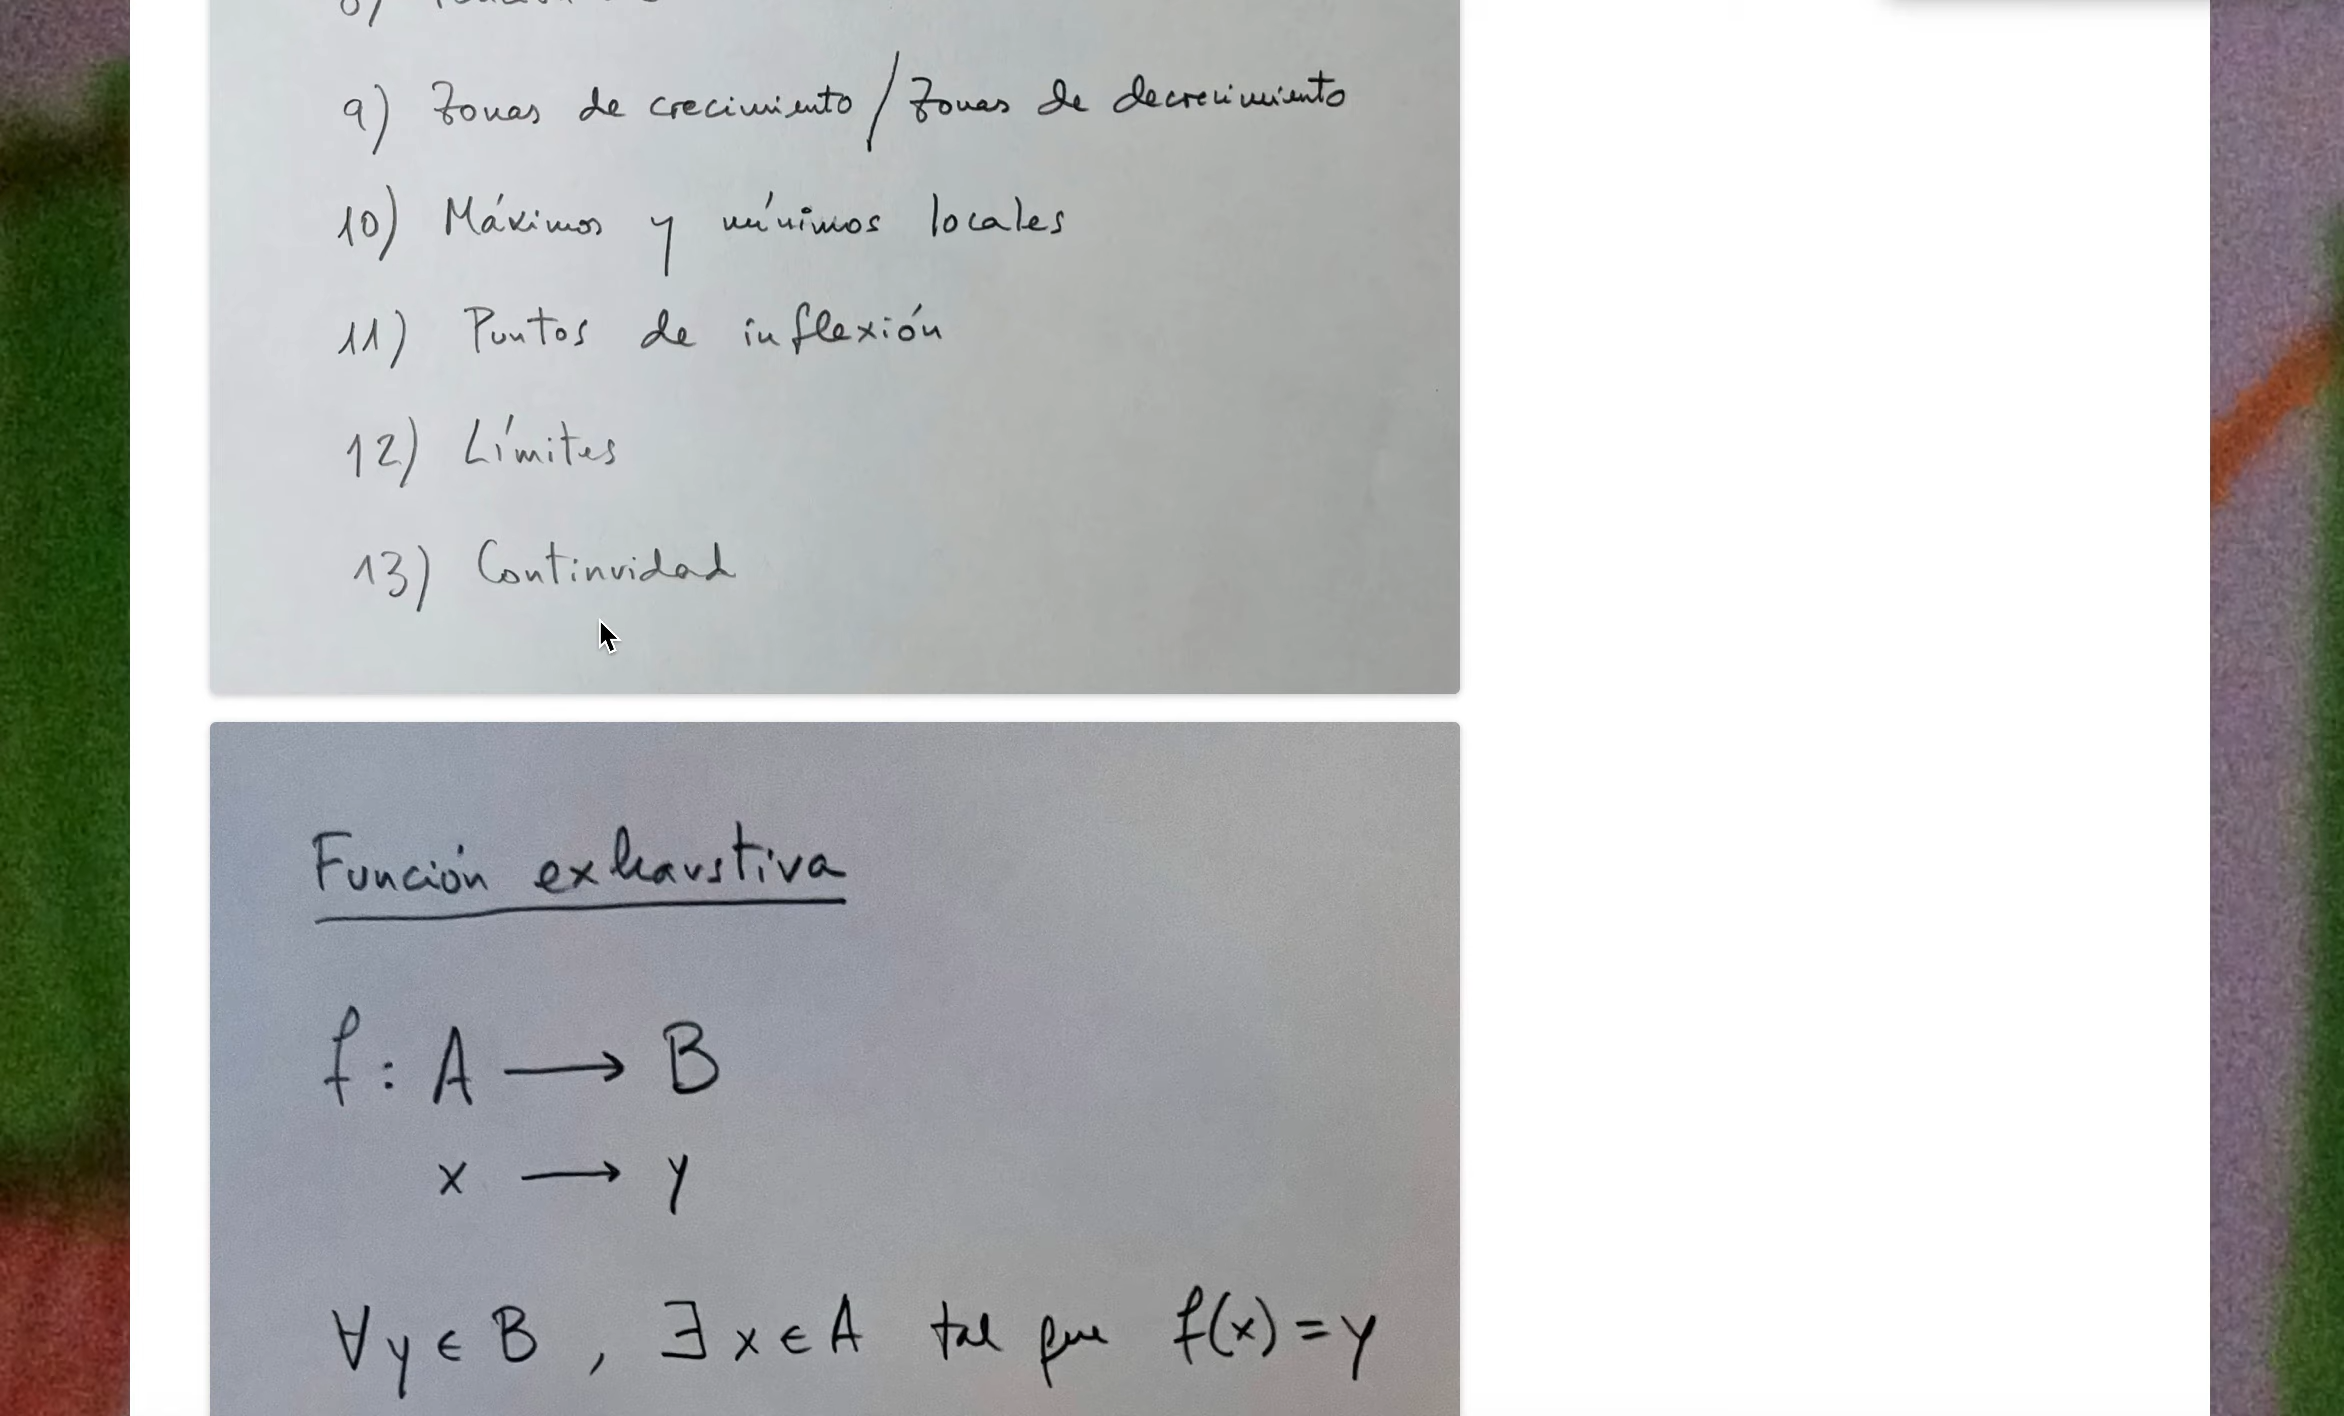 9) Zonas de crecimiento / Zonas de decrecimiento
10) Máximos y mínimos locales
11) Puntos de inflexión
12) Límites
13) Continuidad
Función exhaustiva
f : A ⟶ B
x ⟶ y
∀y ∈ B , ∃ x ∈ A tal que f(x) = y